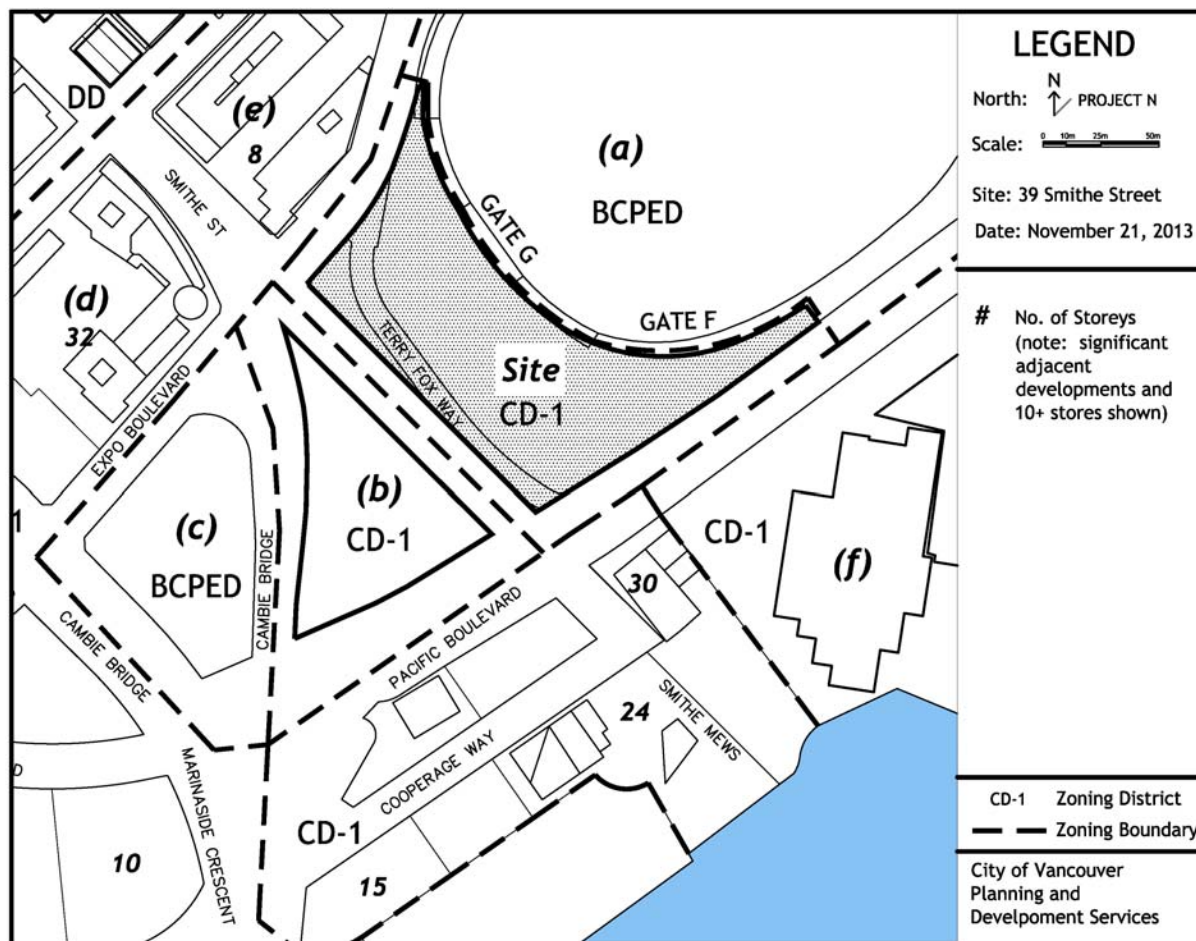 DD
(e)
8
SMITHE ST
(a)
BCPED
GATE G
GATE F
(d)
32
TERRY FOX WAY
Site
CD-1
EXPO BOULEVARD
(b)
CD-1
(c)
BCPED
CAMBIE BRIDGE
CAMBIE BRIDGE
CD-1
(f)
30
PACIFIC BOULEVARD
24
SMITHE MEWS
COOPERAGE WAY
MARINASIDE CRESCENT
CD-1
10
15
1
D
LEGEND
North:
N
PROJECT N
Scale:
0 10m 25m 50m
Site: 39 Smithe Street
Date: November 21, 2013
# No. of Storeys
(note: significant
adjacent
developments and
10+ stores shown)
CD-1 Zoning District
Zoning Boundary
City of Vancouver
Planning and
Develpoment Services